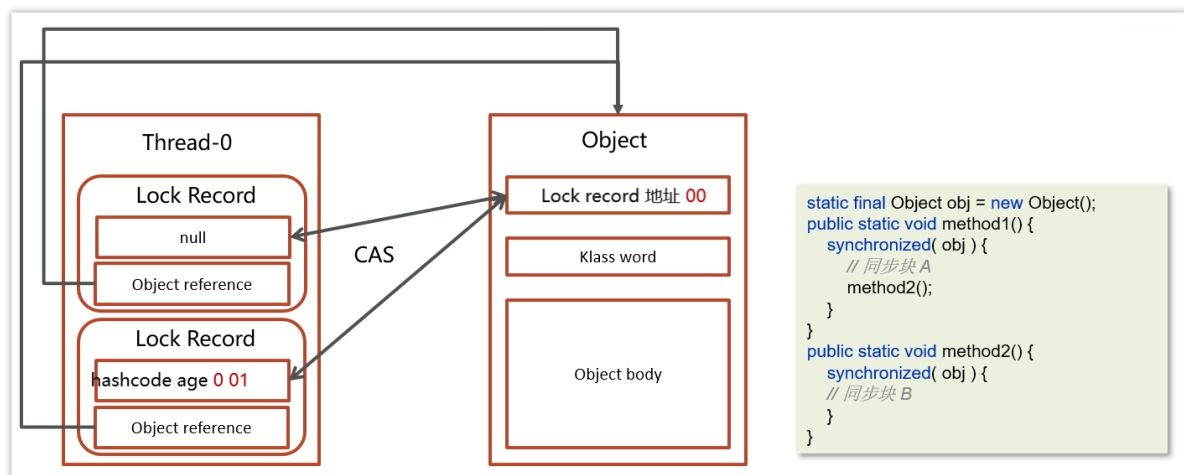 Thread-0
Lock Record
null
Object reference
Lock Record
hashcode age 0 01
Object reference
CAS
Object
Lock record 地址 00
Klass word
Object body
static final Object obj = new Object();
public static void method1() {
synchronized( obj ) {
// 同步块 A
method2();
}
}
public static void method2() {
synchronized( obj ) {
// 同步块 B
}
}